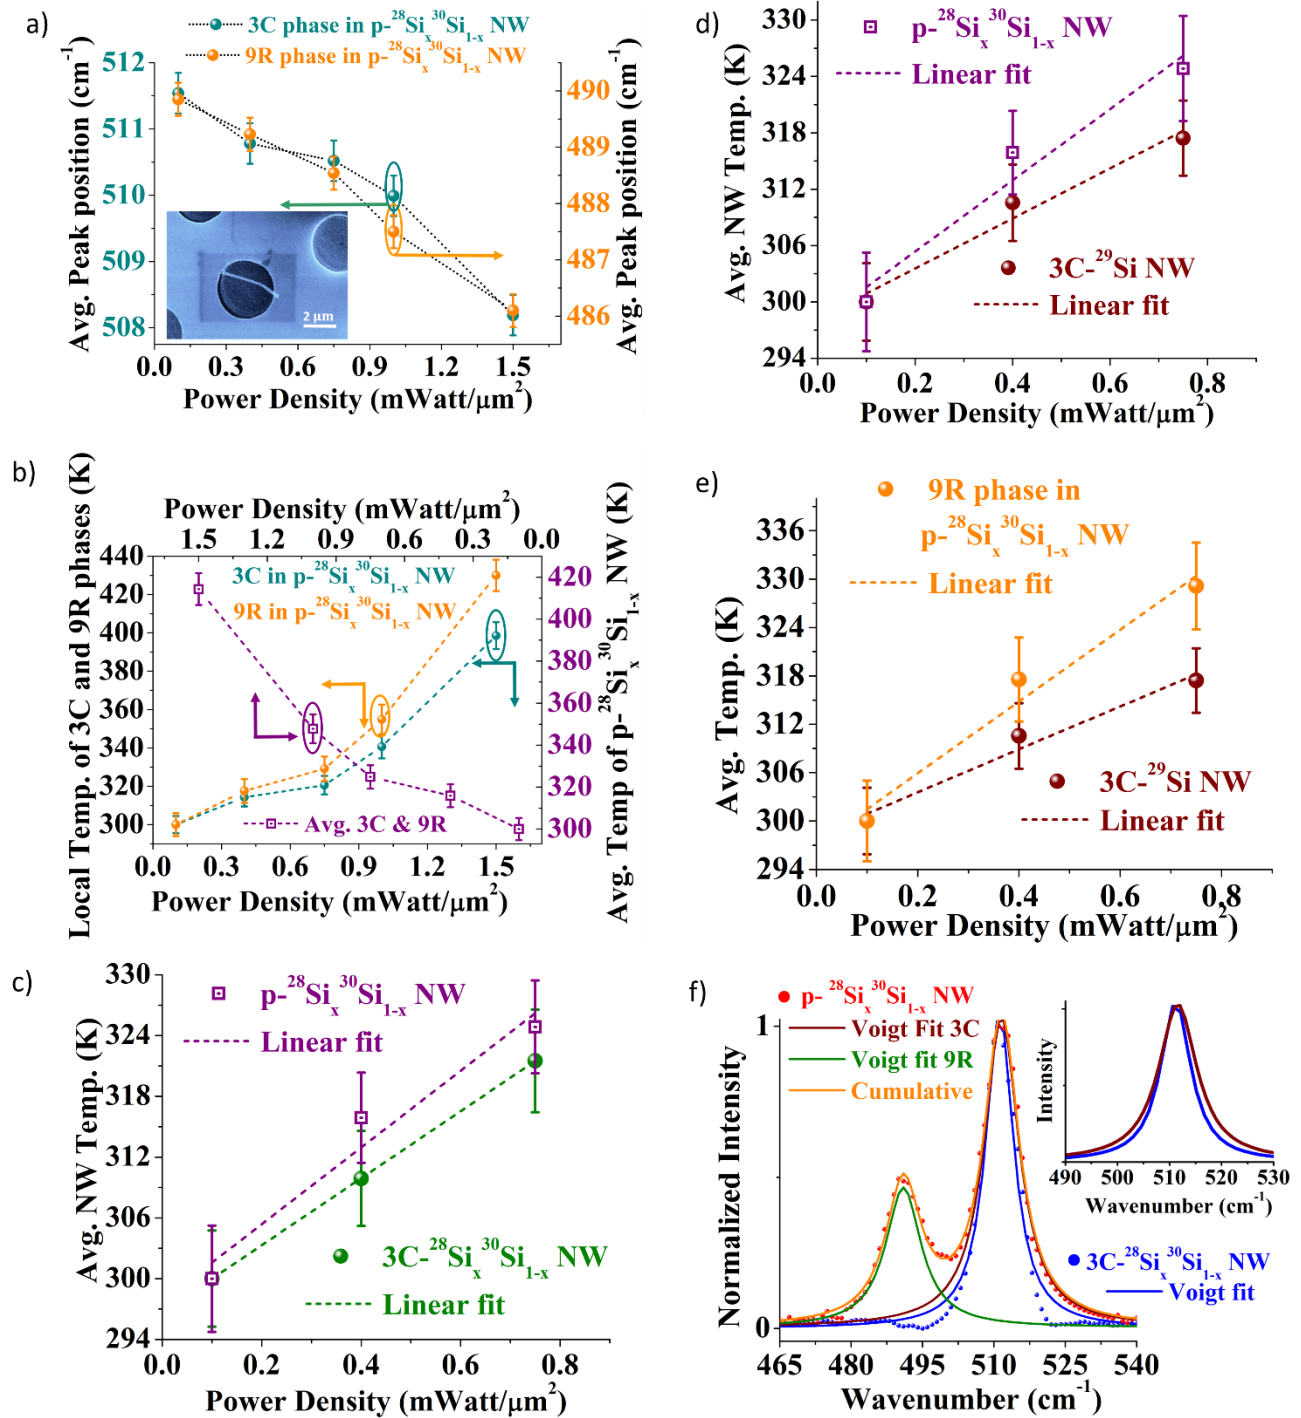 a)
3C phase in p-²⁸Siₓ³⁰Si₁₋ₓ NW
9R phase in p-²⁸Siₓ³⁰Si₁₋ₓ NW
Avg. Peak position (cm⁻¹)
512
511
510
509
508
490
489
488
487
486
Avg. Peak position (cm⁻¹)
2 μm
0.0 0.3 0.6 0.9 1.2 1.5
Power Density (mWatt/μm²)
b)
Power Density (mWatt/μm²)
1.5 1.2 0.9 0.6 0.3 0.0
Local Temp. of 3C and 9R phases (K)
440
420
400
380
360
340
320
300
3C in p-²⁸Siₓ³⁰Si₁₋ₓ NW
9R in p-²⁸Siₓ³⁰Si₁₋ₓ NW
Avg. 3C & 9R
420
400
380
360
340
320
300
Avg. Temp of p-²⁸Siₓ³⁰Si₁₋ₓ NW (K)
0.0 0.3 0.6 0.9 1.2 1.5
Power Density (mWatt/μm²)
c)
Avg. NW Temp. (K)
330
324
318
312
306
300
294
p-²⁸Siₓ³⁰Si₁₋ₓ NW
Linear fit
3C-²⁸Siₓ³⁰Si₁₋ₓ NW
Linear fit
0.0 0.2 0.4 0.6 0.8
Power Density (mWatt/μm²)
d)
Avg. NW Temp. (K)
330
324
318
312
306
300
294
p-²⁸Siₓ³⁰Si₁₋ₓ NW
Linear fit
3C-²⁹Si NW
Linear fit
0.0 0.2 0.4 0.6 0.8
Power Density (mWatt/μm²)
e)
Avg. Temp. (K)
336
330
324
318
312
306
300
294
9R phase in
p-²⁸Siₓ³⁰Si₁₋ₓ NW
Linear fit
3C-²⁹Si NW
Linear fit
0.0 0.2 0.4 0.6 0.8
Power Density (mWatt/μm²)
f)
Normalized Intensity
1
0
p- ²⁸Siₓ³⁰Si₁₋ₓ NW
Voigt Fit 3C
Voigt fit 9R
Cumulative
Intensity
490 500 510 520 530
Wavenumber (cm⁻¹)
3C-²⁸Siₓ³⁰Si₁₋ₓ NW
Voigt fit
465 480 495 510 525 540
Wavenumber (cm⁻¹)